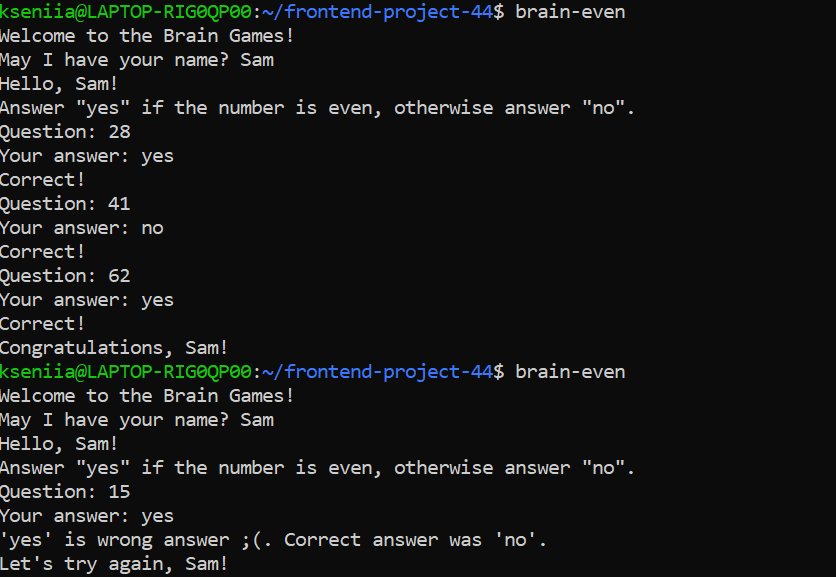 kseniia@LAPTOP-RIG0QP00:~/frontend-project-44$ brain-even
Welcome to the Brain Games!
May I have your name? Sam
Hello, Sam!
Answer "yes" if the number is even, otherwise answer "no".
Question: 28
Your answer: yes
Correct!
Question: 41
Your answer: no
Correct!
Question: 62
Your answer: yes
Correct!
Congratulations, Sam!
kseniia@LAPTOP-RIG0QP00:~/frontend-project-44$ brain-even
Welcome to the Brain Games!
May I have your name? Sam
Hello, Sam!
Answer "yes" if the number is even, otherwise answer "no".
Question: 15
Your answer: yes
'yes' is wrong answer ;(. Correct answer was 'no'.
Let's try again, Sam!